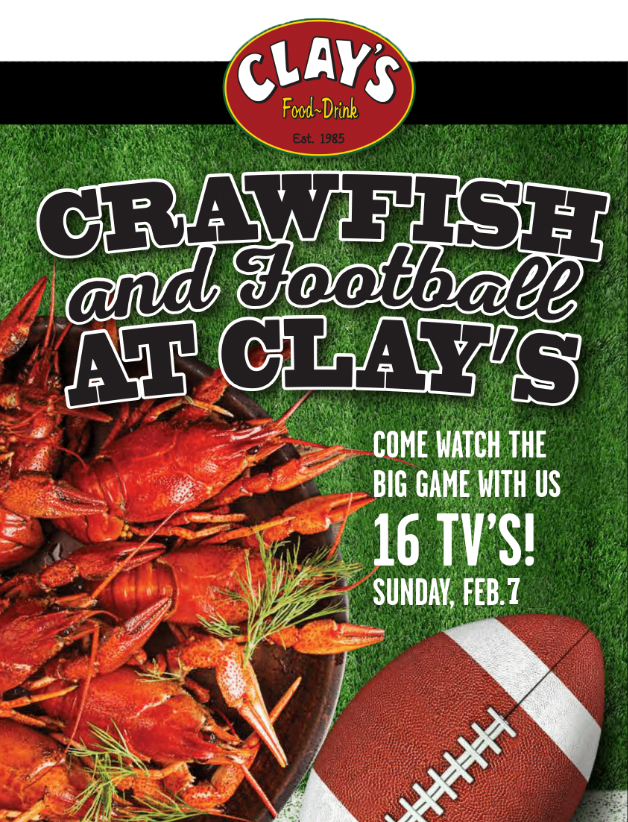 CLAY'S
Food~Drink
Est. 1985
CRAWFISH
and Football
AT CLAY'S
COME WATCH THE
BIG GAME WITH US
16 TV'S!
SUNDAY, FEB.7